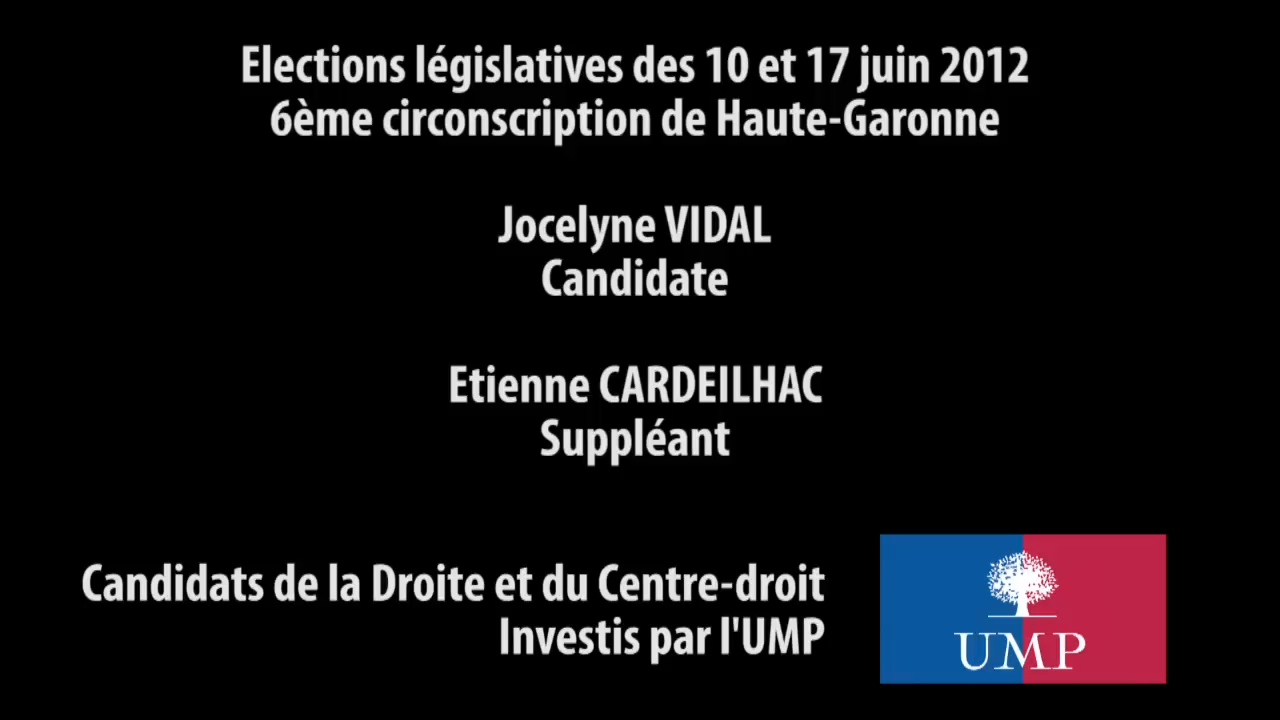 Elections législatives des 10 et 17 juin 2012
6ème circonscription de Haute-Garonne
Jocelyne VIDAL
Candidate
Etienne CARDEILHAC
Suppléant
Candidats de la Droite et du Centre-droit
Investis par l'UMP
UMP